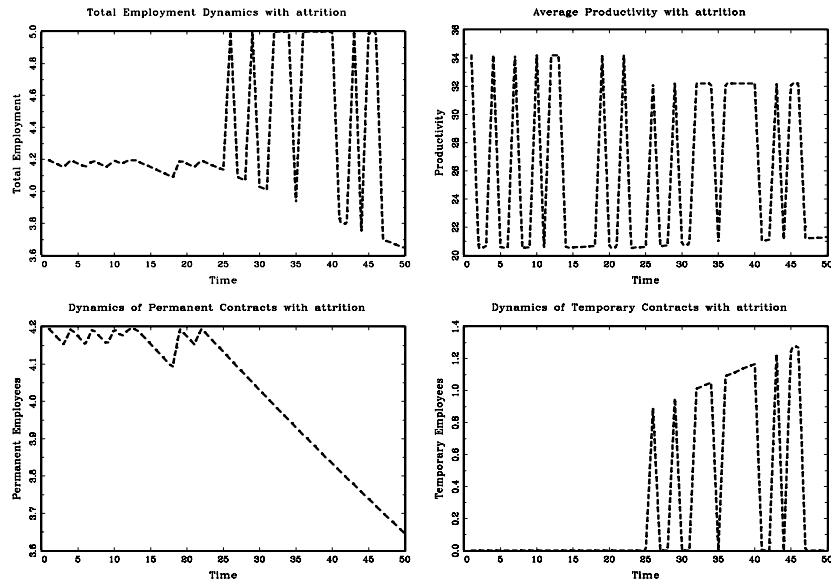 Total Employment Dynamics with attrition
Total Employment
5.0
4.8
4.6
4.4
4.2
4.0
3.8
3.6
0 5 10 15 20 25 30 35 40 45 50
Time
Average Productivity with attrition
Productivity
36
34
32
30
28
26
24
22
20
0 5 10 15 20 25 30 35 40 45 50
Time
Dynamics of Permanent Contracts with attrition
Permanent Employees
4.2
4.1
4.0
3.9
3.8
3.7
3.6
0 5 10 15 20 25 30 35 40 45 50
Time
Dynamics of Temporary Contracts with attrition
Temporary Employees
1.4
1.2
1.0
0.8
0.6
0.4
0.2
0.0
0 5 10 15 20 25 30 35 40 45 50
Time